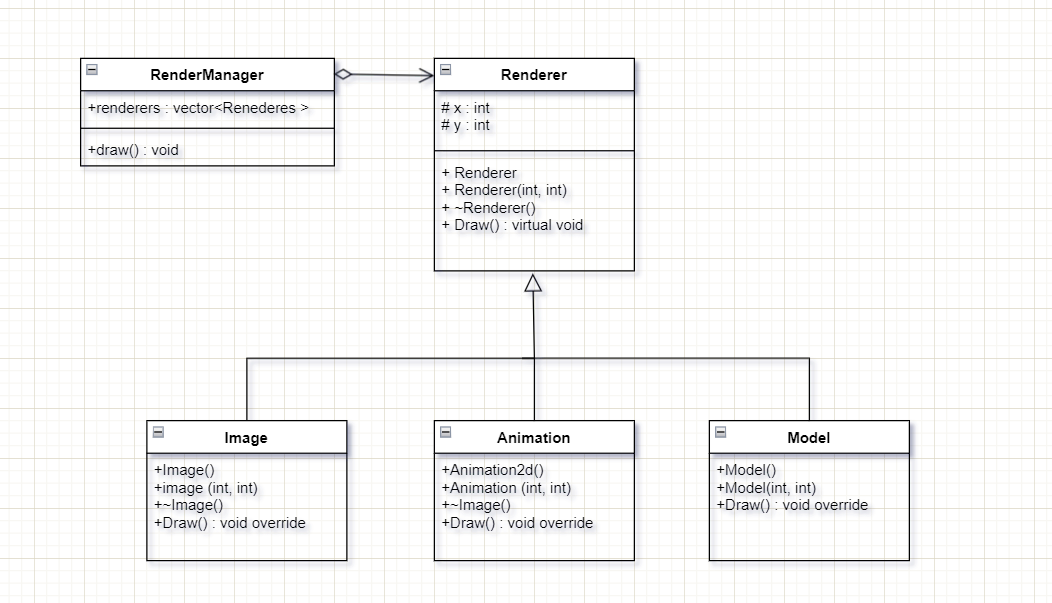 RenderManager
+renderers : vector<Renederes >
+draw() : void
Renderer
# x : int
# y : int
+ Renderer
+ Renderer(int, int)
+ ~Renderer()
+ Draw() : virtual void
Image
+Image()
+image (int, int)
+~Image()
+Draw() : void override
Animation
+Animation2d()
+Animation (int, int)
+~Image()
+Draw() : void override
Model
+Model()
+Model(int, int)
+Draw() : void override